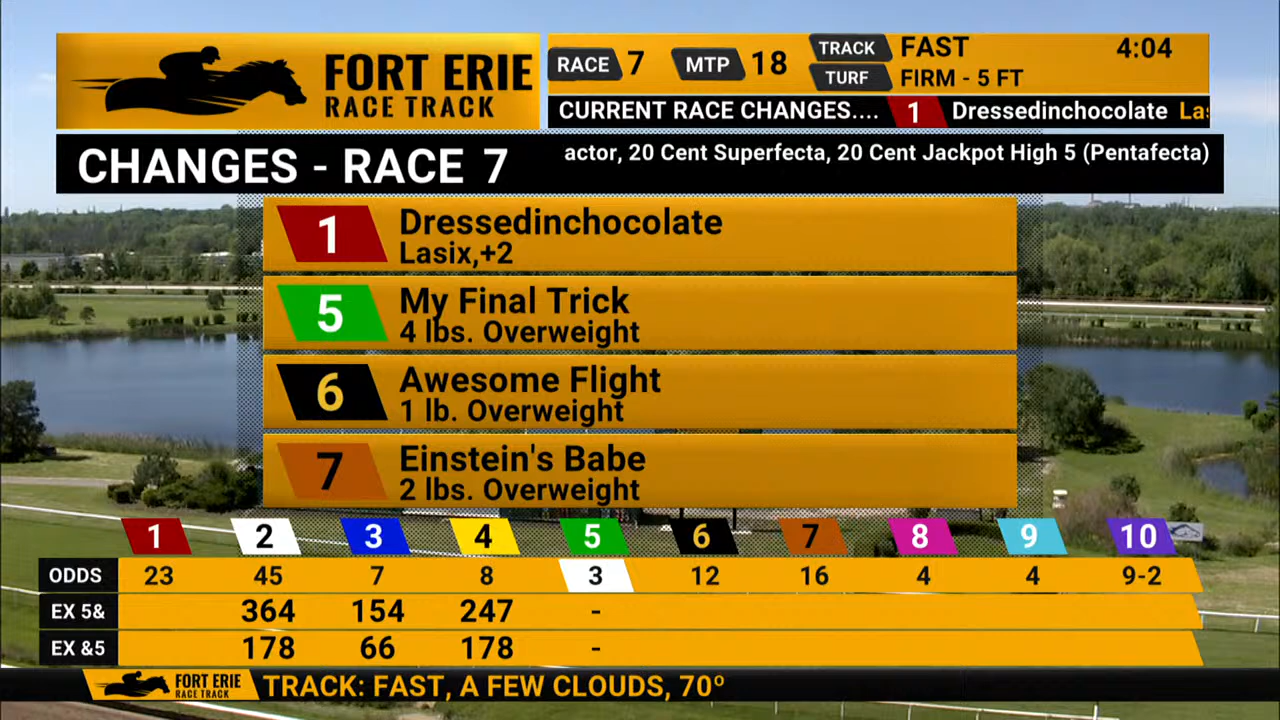 FORT ERIE
RACE TRACK
RACE 7 MTP 18 TRACK FAST 4:04
TURF FIRM - 5 FT
CURRENT RACE CHANGES.... 1 Dressedinchocolate
CHANGES - RACE 7
actor, 20 Cent Superfecta, 20 Cent Jackpot High 5 (Pentafecta)
1 Dressedinchocolate
Lasix,+2
5 My Final Trick
4 lbs. Overweight
6 Awesome Flight
1 lb. Overweight
7 Einstein's Babe
2 lbs. Overweight
1 2 3 4 5 6 7 8 9 10
ODDS 23 45 7 8 3 12 16 4 4 9-2
EX 5& 364 154 247 -
EX &5 178 66 178 -
FORT ERIE
RACE TRACK
TRACK: FAST, A FEW CLOUDS, 70º